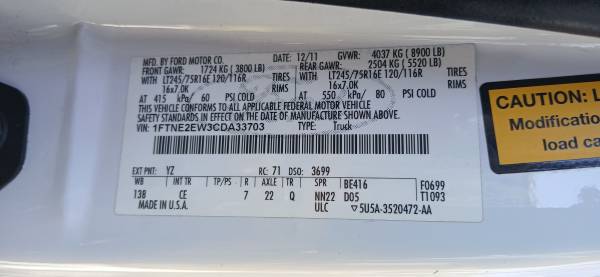 MFD. BY FORD MOTOR CO.
12/11 GVWR: 4037 KG ( 8900 LB)
FRONT GAWR: 1724 KG ( 3800 LB)
REAR GAWR: 2504 KG ( 5520 LB)
WITH LT245/75R16E 120/116R TIRES
16x7.0K RIMS
AT 415 kPa/ 60 PSI COLD
WITH LT245/75R16E 120/116R TIRES
16x7.0K RIMS
AT 550 kPa/ 80 PSI COLD
THIS VEHICLE CONFORMS TO ALL APPLICABLE FEDERAL MOTOR VEHICLE
SAFETY STANDARDS IN EFFECT ON THE DATE OF MANUFACTURE SHOWN ABOVE.
VIN: 1FTNE2EW3CDA33703
TYPE: Truck
EXT PNT: YZ RC: 71 DSO: 3699
WB INT TR TP/PS R AXLE TR SPR BE416 F0699
138 CE 7 22 Q NN22 D05 T1093
MADE IN U.S.A. ULC 5U5A-3520472-AA
CAUTION: L
Modification
load ca